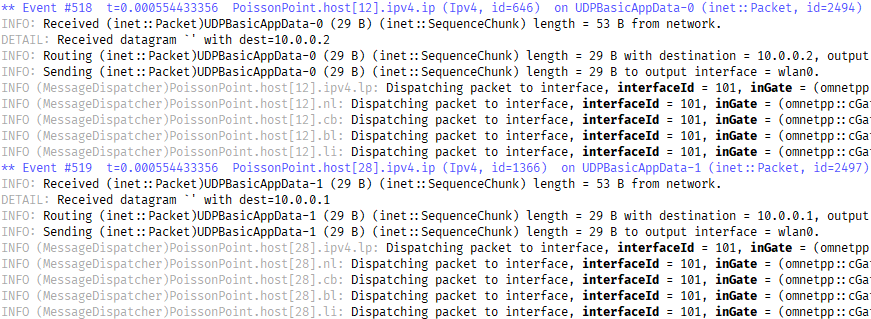 ** Event #518  t=0.000554433356  PoissonPoint.host[12].ipv4.ip (Ipv4, id=646)  on UDPBasicAppData-0 (inet::Packet, id=2494)
INFO: Received (inet::Packet)UDPBasicAppData-0 (29 B) (inet::SequenceChunk) length = 53 B from network.
DETAIL: Received datagram `' with dest=10.0.0.2
INFO: Routing (inet::Packet)UDPBasicAppData-0 (29 B) (inet::SequenceChunk) length = 29 B with destination = 10.0.0.2, output
INFO: Sending (inet::Packet)UDPBasicAppData-0 (29 B) (inet::SequenceChunk) length = 29 B to output interface = wlan0.
INFO (MessageDispatcher)PoissonPoint.host[12].ipv4.lp: Dispatching packet to interface, interfaceId = 101, inGate = (omnetpp
INFO (MessageDispatcher)PoissonPoint.host[12].nl: Dispatching packet to interface, interfaceId = 101, inGate = (omnetpp::cGa
INFO (MessageDispatcher)PoissonPoint.host[12].cb: Dispatching packet to interface, interfaceId = 101, inGate = (omnetpp::cGa
INFO (MessageDispatcher)PoissonPoint.host[12].bl: Dispatching packet to interface, interfaceId = 101, inGate = (omnetpp::cGa
INFO (MessageDispatcher)PoissonPoint.host[12].li: Dispatching packet to interface, interfaceId = 101, inGate = (omnetpp::cGa
** Event #519  t=0.000554433356  PoissonPoint.host[28].ipv4.ip (Ipv4, id=1366)  on UDPBasicAppData-1 (inet::Packet, id=2497)
INFO: Received (inet::Packet)UDPBasicAppData-1 (29 B) (inet::SequenceChunk) length = 53 B from network.
DETAIL: Received datagram `' with dest=10.0.0.1
INFO: Routing (inet::Packet)UDPBasicAppData-1 (29 B) (inet::SequenceChunk) length = 29 B with destination = 10.0.0.1, output
INFO: Sending (inet::Packet)UDPBasicAppData-1 (29 B) (inet::SequenceChunk) length = 29 B to output interface = wlan0.
INFO (MessageDispatcher)PoissonPoint.host[28].ipv4.lp: Dispatching packet to interface, interfaceId = 101, inGate = (omnetpp
INFO (MessageDispatcher)PoissonPoint.host[28].nl: Dispatching packet to interface, interfaceId = 101, inGate = (omnetpp::cGa
INFO (MessageDispatcher)PoissonPoint.host[28].cb: Dispatching packet to interface, interfaceId = 101, inGate = (omnetpp::cGa
INFO (MessageDispatcher)PoissonPoint.host[28].bl: Dispatching packet to interface, interfaceId = 101, inGate = (omnetpp::cGa
INFO (MessageDispatcher)PoissonPoint.host[28].li: Dispatching packet to interface, interfaceId = 101, inGate = (omnetpp::cGa